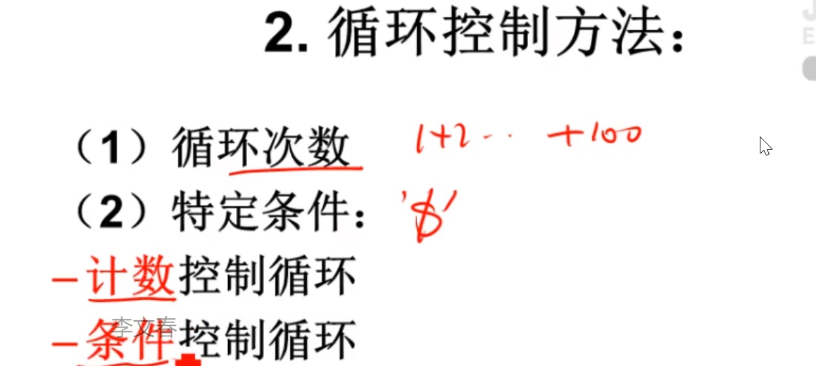 2. 循环控制方法：
（1）循环次数 1+2-- +100
（2）特定条件： '$'
–计数控制循环
–条件控制循环
李文春